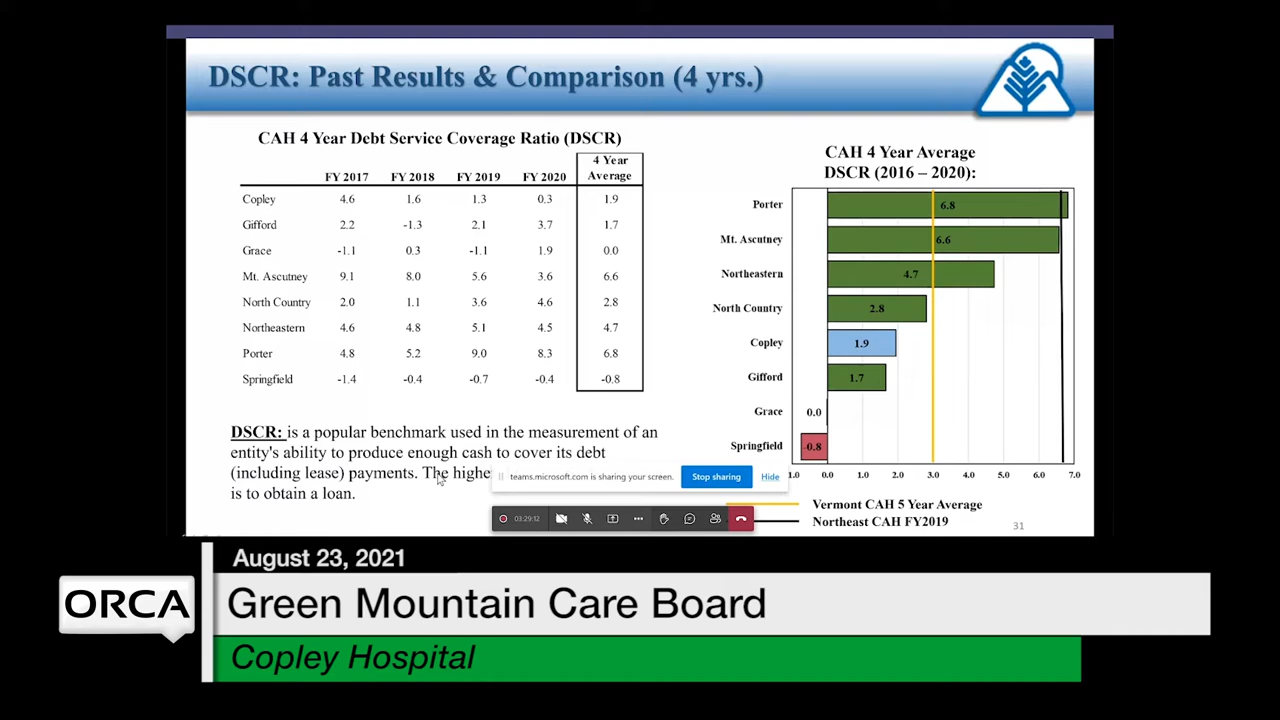 DSCR: Past Results & Comparison (4 yrs.)
CAH 4 Year Debt Service Coverage Ratio (DSCR)
FY 2017 FY 2018 FY 2019 FY 2020 4 Year Average
Copley 4.6 1.6 1.3 0.3 1.9
Gifford 2.2 -1.3 2.1 3.7 1.7
Grace -1.1 0.3 -1.1 1.9 0.0
Mt. Ascutney 9.1 8.0 5.6 3.6 6.6
North Country 2.0 1.1 3.6 4.6 2.8
Northeastern 4.6 4.8 5.1 4.5 4.7
Porter 4.8 5.2 9.0 8.3 6.8
Springfield -1.4 -0.4 -0.7 -0.4 -0.8
DSCR: is a popular benchmark used in the measurement of an
entity's ability to produce enough cash to cover its debt
(including lease) payments. The highe
is to obtain a loan.
CAH 4 Year Average
DSCR (2016 – 2020):
Porter 6.8
Mt. Ascutney 6.6
Northeastern 4.7
North Country 2.8
Copley 1.9
Gifford 1.7
Grace 0.0
Springfield -0.8
1.0 0.0 1.0 2.0 3.0 4.0 5.0 6.0 7.0
teams.microsoft.com is sharing your screen. Stop sharing Hide
03:29:12
Vermont CAH 5 Year Average
Northeast CAH FY2019
31
August 23, 2021
ORCA
Green Mountain Care Board
Copley Hospital